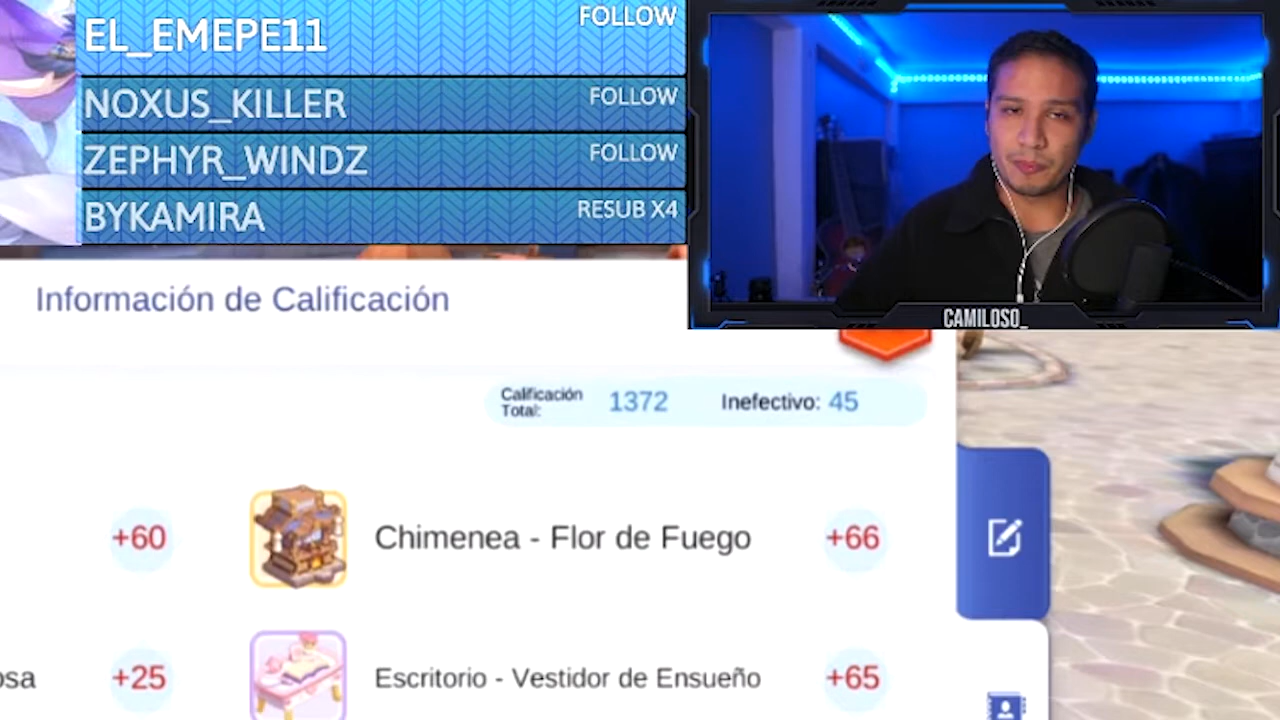 EL_EMEPE11 FOLLOW
NOXUS_KILLER FOLLOW
ZEPHYR_WINDZ FOLLOW
BYKAMIRA RESUB X4
CAMILOSO_
Información de Calificación
Calificación
Total: 1372 Inefectivo: 45
+60 Chimenea - Flor de Fuego +66
osa +25 Escritorio - Vestidor de Ensueño +65